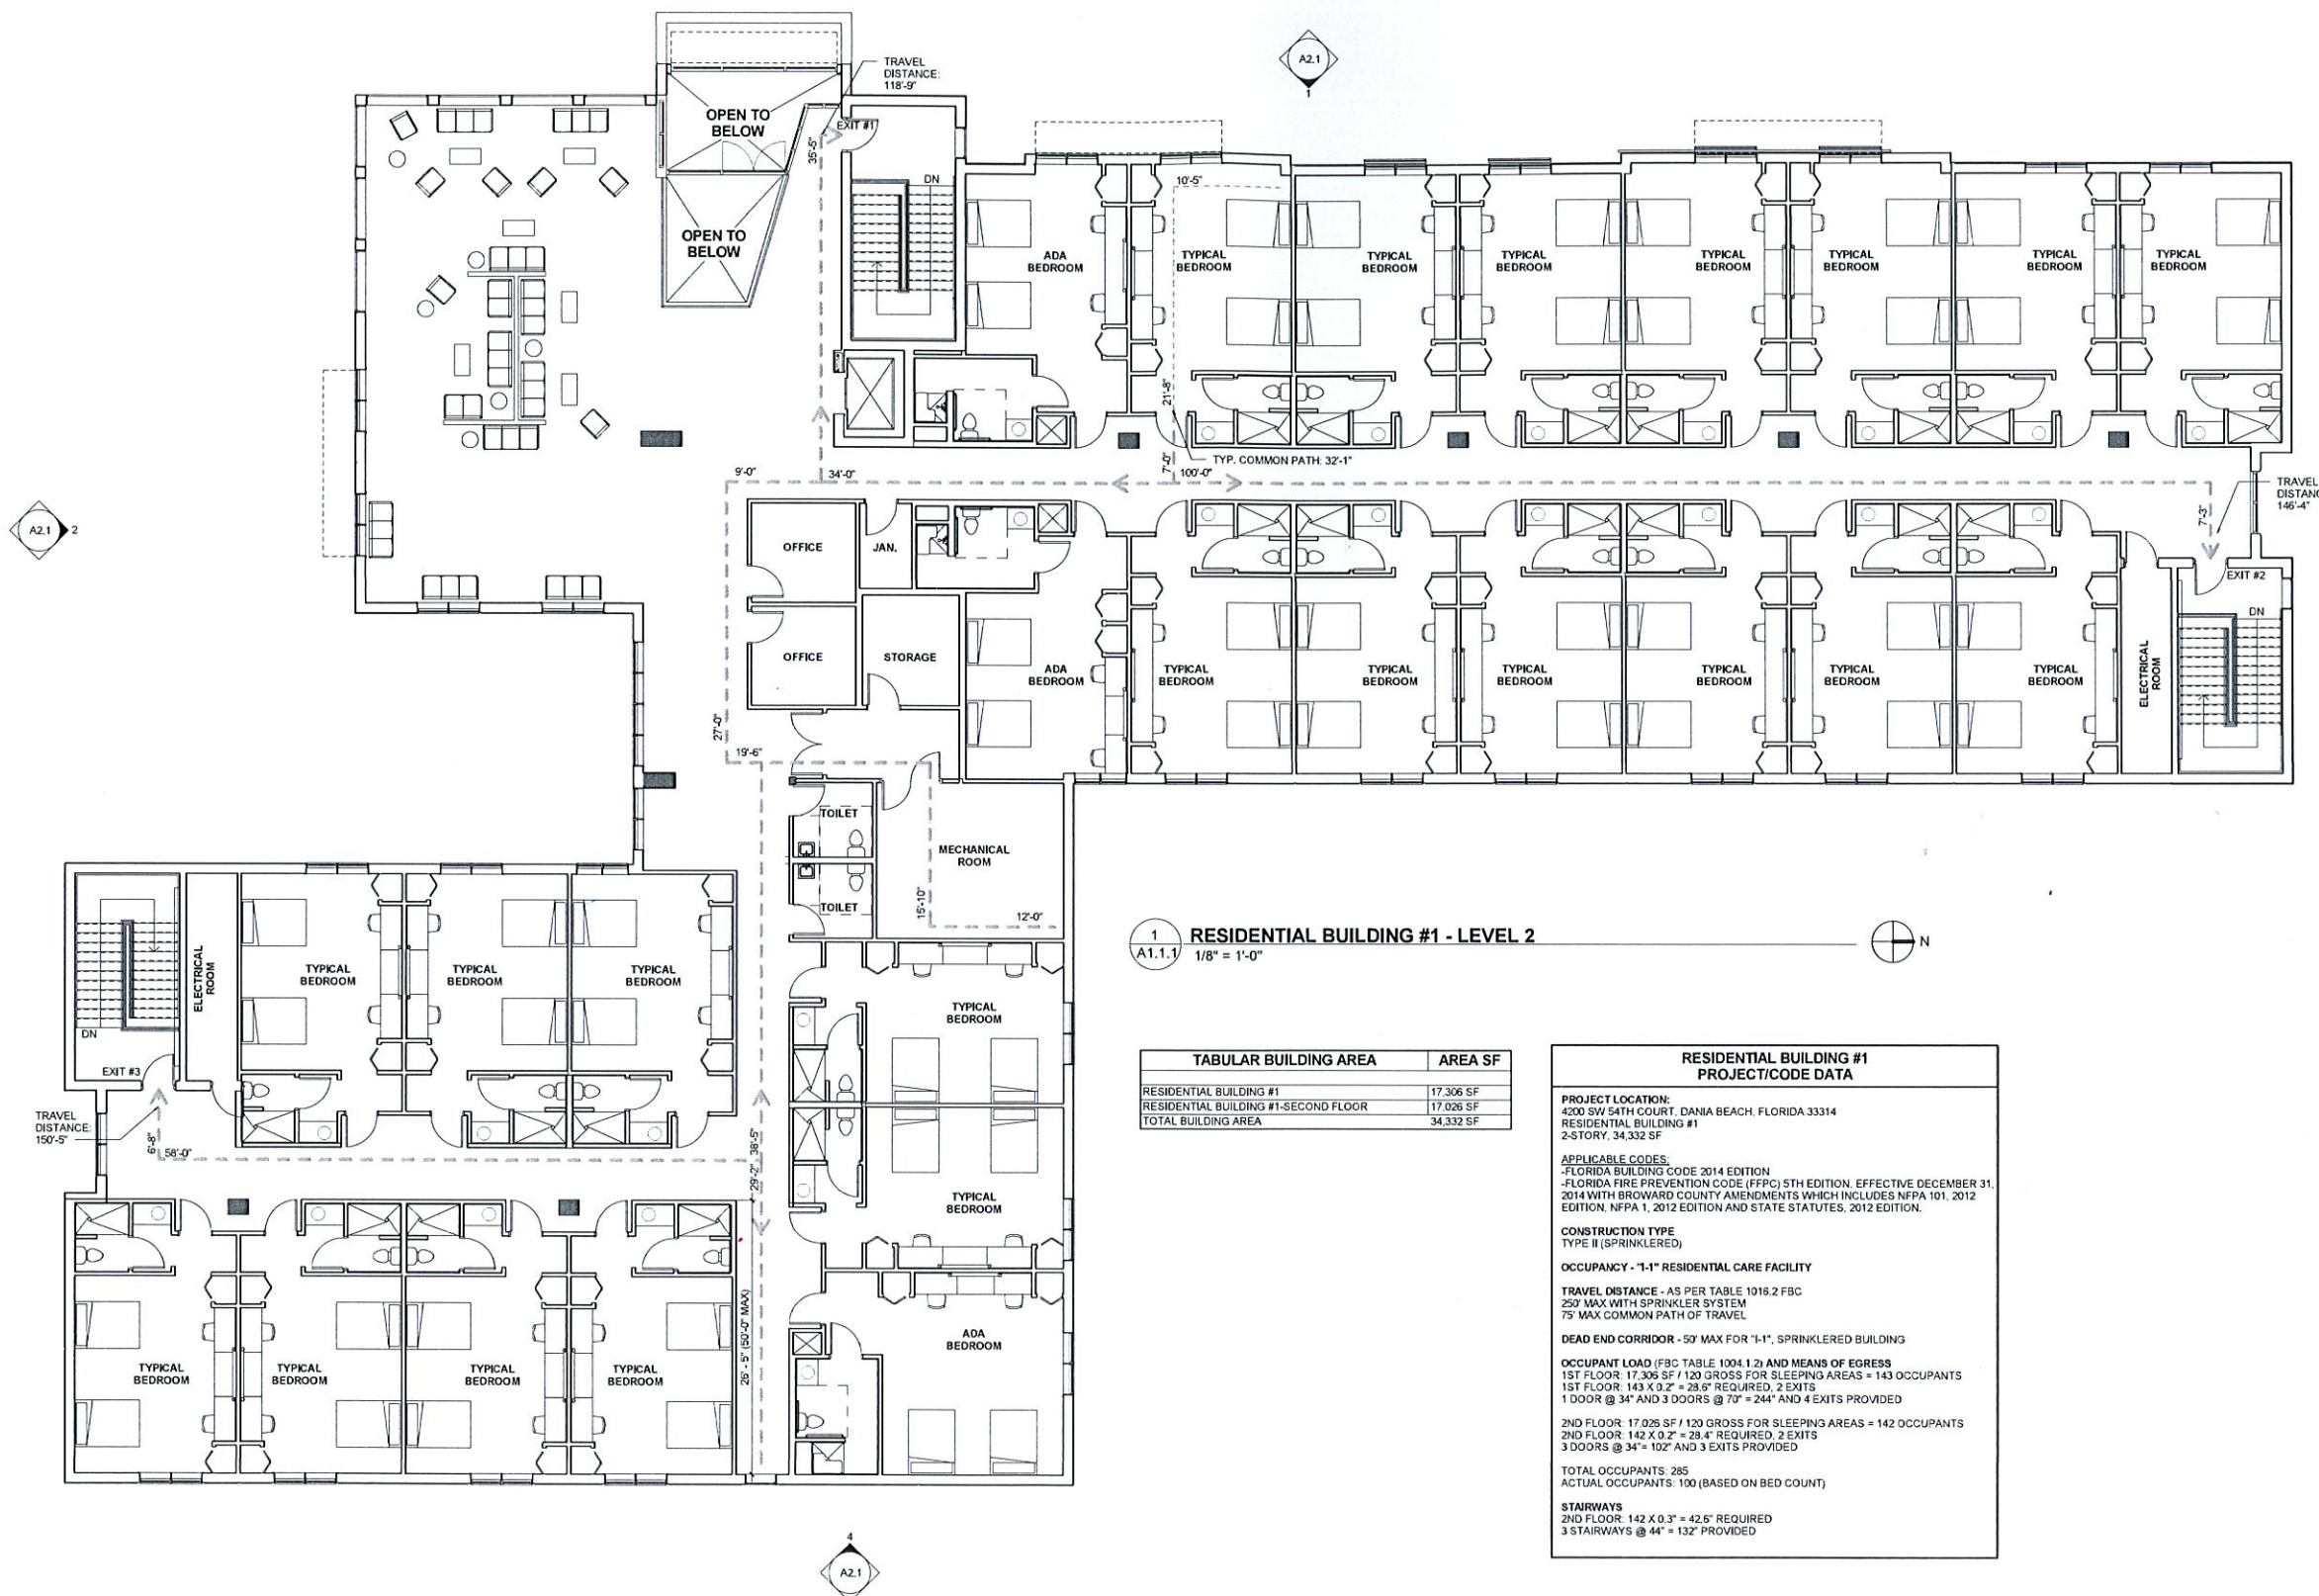 A2.1
1
TRAVEL
DISTANCE:
118'-9"
OPEN TO
BELOW
EXIT #1
35'-5"
DN
OPEN TO
BELOW
10'-5"
ADA
BEDROOM
TYPICAL
BEDROOM
TYPICAL
BEDROOM
TYPICAL
BEDROOM
TYPICAL
BEDROOM
TYPICAL
BEDROOM
TYPICAL
BEDROOM
TYPICAL
BEDROOM
21'-8"
TYP. COMMON PATH: 32'-1"
9'-0"
34'-0"
7'-0"
100'-0"
TRAVEL
DISTANC
146'-4"
7'-3"
A2.1
2
OFFICE
JAN.
EXIT #2
DN
OFFICE
STORAGE
ADA
BEDROOM
TYPICAL
BEDROOM
TYPICAL
BEDROOM
TYPICAL
BEDROOM
TYPICAL
BEDROOM
TYPICAL
BEDROOM
TYPICAL
BEDROOM
ELECTRICAL
ROOM
27'-0"
19'-6"
TOILET
MECHANICAL
ROOM
TOILET
15'-10"
12'-0"
1
A1.1.1
RESIDENTIAL BUILDING #1 - LEVEL 2
1/8" = 1'-0"
N
ELECTRICAL
ROOM
TYPICAL
BEDROOM
TYPICAL
BEDROOM
TYPICAL
BEDROOM
DN
EXIT #3
TYPICAL
BEDROOM
TRAVEL
DISTANCE:
150'-5"
6'-8"
58'-0"
29'-2"
38'-5"
TYPICAL
BEDROOM
26' - 5" (50'-0" MAX)
ADA
BEDROOM
TYPICAL
BEDROOM
TYPICAL
BEDROOM
TYPICAL
BEDROOM
TYPICAL
BEDROOM
4
A2.1
TABULAR BUILDING AREA AREA SF
RESIDENTIAL BUILDING #1 17,306 SF
RESIDENTIAL BUILDING #1-SECOND FLOOR 17,026 SF
TOTAL BUILDING AREA 34,332 SF
RESIDENTIAL BUILDING #1
PROJECT/CODE DATA
PROJECT LOCATION:
4200 SW 54TH COURT, DANIA BEACH, FLORIDA 33314
RESIDENTIAL BUILDING #1
2-STORY, 34,332 SF
APPLICABLE CODES:
-FLORIDA BUILDING CODE 2014 EDITION
-FLORIDA FIRE PREVENTION CODE (FFPC) 5TH EDITION, EFFECTIVE DECEMBER 31,
2014 WITH BROWARD COUNTY AMENDMENTS WHICH INCLUDES NFPA 101, 2012
EDITION, NFPA 1, 2012 EDITION AND STATE STATUTES, 2012 EDITION.
CONSTRUCTION TYPE
TYPE II (SPRINKLERED)
OCCUPANCY - "I-1" RESIDENTIAL CARE FACILITY
TRAVEL DISTANCE - AS PER TABLE 1016.2 FBC
250' MAX WITH SPRINKLER SYSTEM
75' MAX COMMON PATH OF TRAVEL
DEAD END CORRIDOR - 50' MAX FOR "I-1", SPRINKLERED BUILDING
OCCUPANT LOAD (FBC TABLE 1004.1.2) AND MEANS OF EGRESS
1ST FLOOR: 17,306 SF / 120 GROSS FOR SLEEPING AREAS = 143 OCCUPANTS
1ST FLOOR: 143 X 0.2" = 28.6" REQUIRED, 2 EXITS
1 DOOR @ 34" AND 3 DOORS @ 70" = 244" AND 4 EXITS PROVIDED
2ND FLOOR: 17,026 SF / 120 GROSS FOR SLEEPING AREAS = 142 OCCUPANTS
2ND FLOOR: 142 X 0.2" = 28.4" REQUIRED, 2 EXITS
3 DOORS @ 34"= 102" AND 3 EXITS PROVIDED
TOTAL OCCUPANTS: 285
ACTUAL OCCUPANTS: 100 (BASED ON BED COUNT)
STAIRWAYS
2ND FLOOR: 142 X 0.3" = 42.6" REQUIRED
3 STAIRWAYS @ 44" = 132" PROVIDED